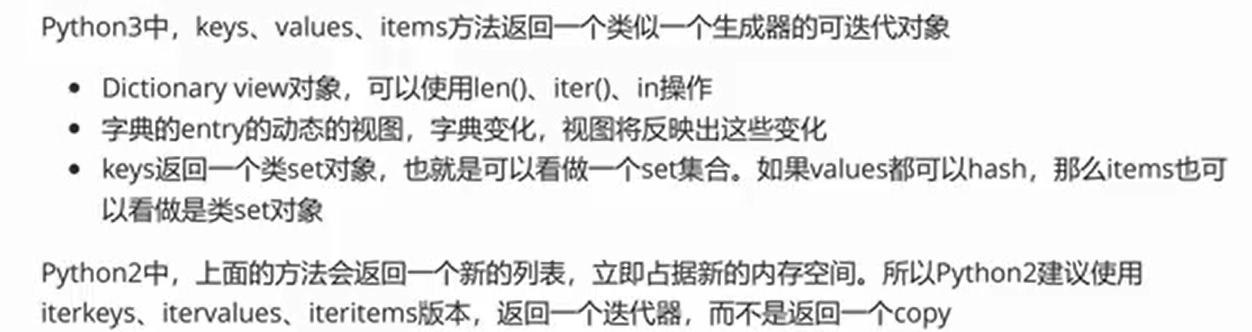 Python3中，keys、values、items方法返回一个类似一个生成器的可迭代对象
• Dictionary view对象，可以使用len()、iter()、in操作
• 字典的entry的动态的视图，字典变化，视图将反映出这些变化
• keys返回一个类set对象，也就是可以看做一个set集合。如果values都可以hash，那么items也可
以看做是类set对象
Python2中，上面的方法会返回一个新的列表，立即占据新的内存空间。所以Python2建议使用
iterkeys、itervalues、iteritems版本，返回一个迭代器，而不是返回一个copy